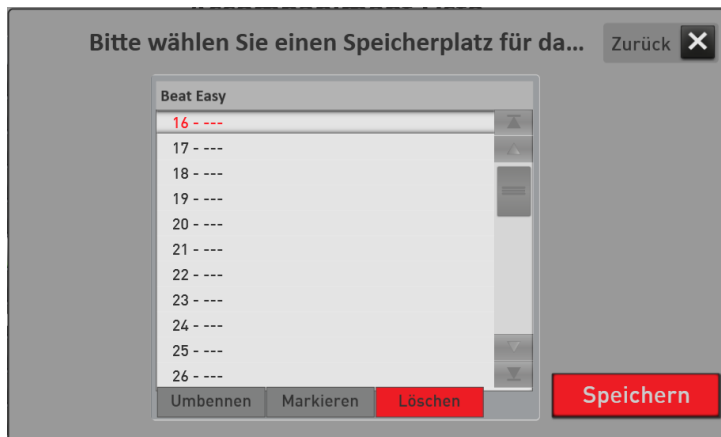 Bitte wählen Sie einen Speicherplatz für da...
Zurück
Beat Easy
16 - ---
17 - ---
18 - ---
19 - ---
20 - ---
21 - ---
22 - ---
23 - ---
24 - ---
25 - ---
26 - ---
Umbennen Markieren Löschen
Speichern